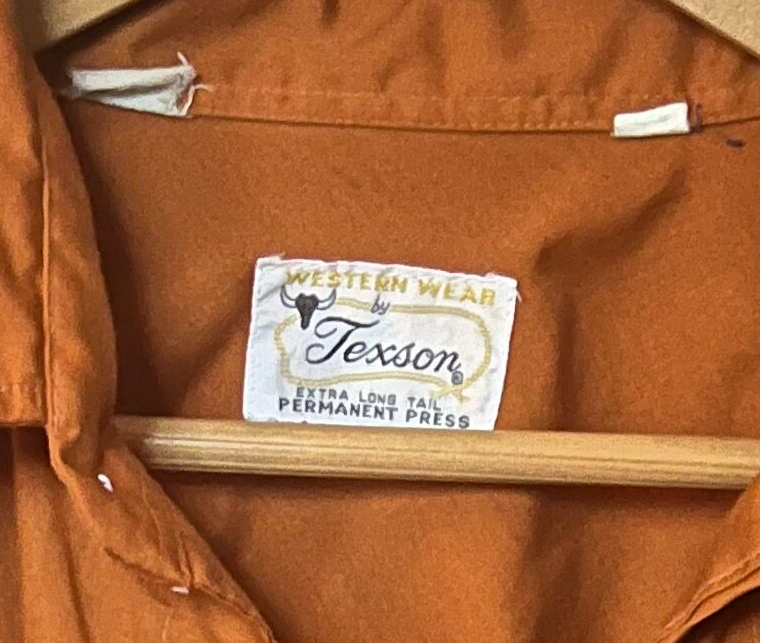 WESTERN WEAR
by
Texson®
EXTRA LONG TAIL
PERMANENT PRESS